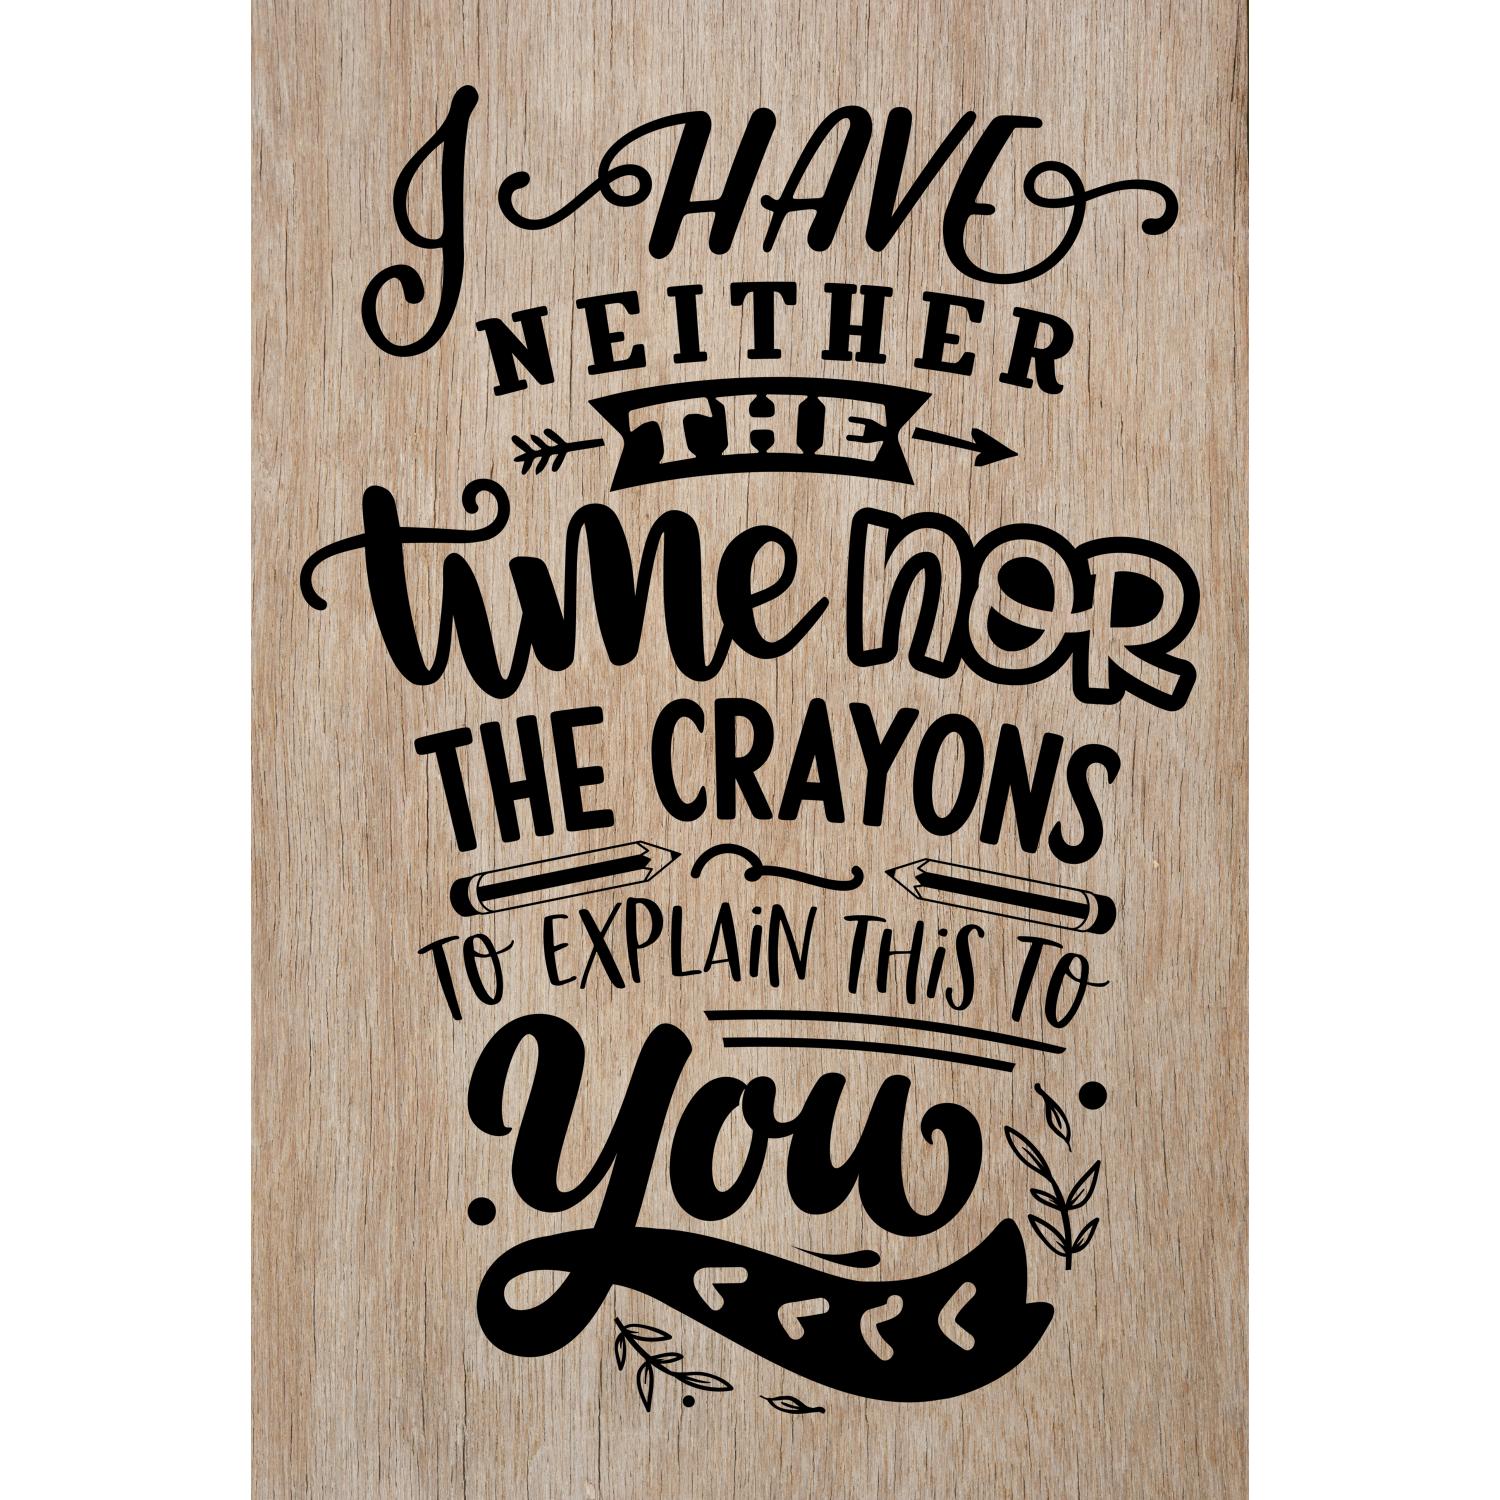 I HAVE
NEITHER
THE
time nOR
THE CRAYONS
TO EXPLAiN THiS TO
You